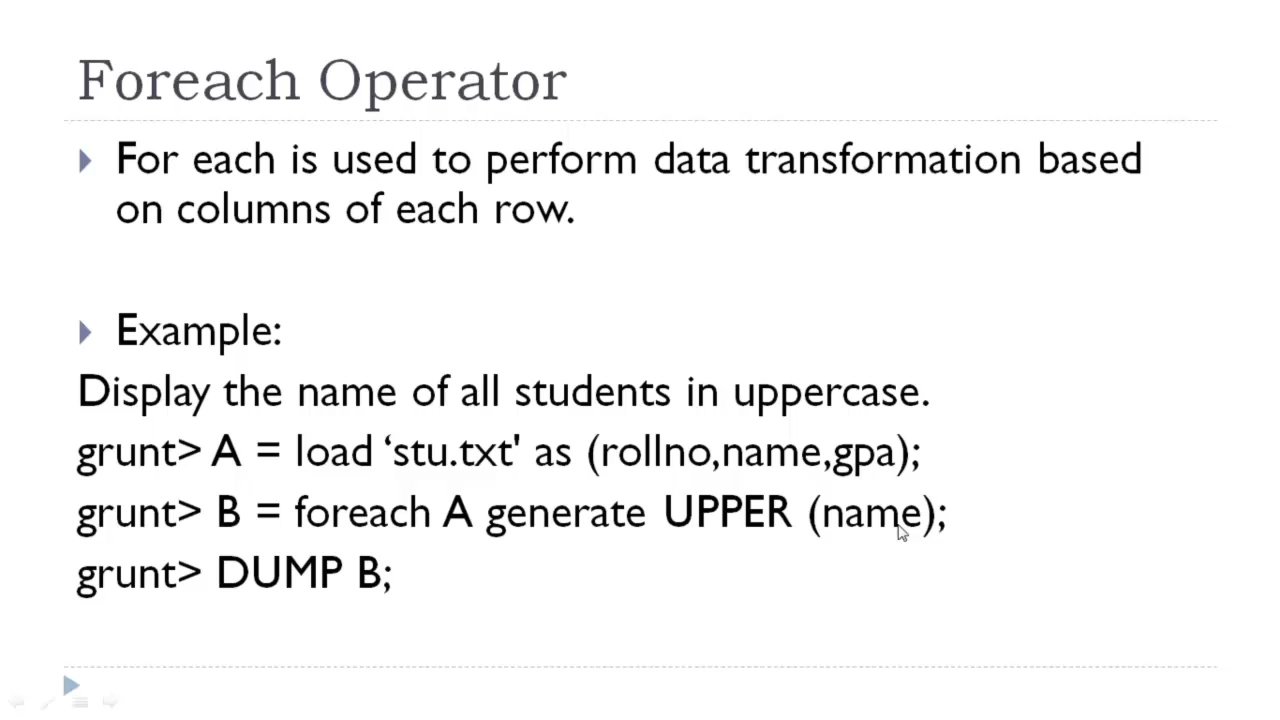 Foreach Operator
For each is used to perform data transformation based
on columns of each row.
Example:
Display the name of all students in uppercase.
grunt> A = load ‘stu.txt' as (rollno,name,gpa);
grunt> B = foreach A generate UPPER (name);
grunt> DUMP B;